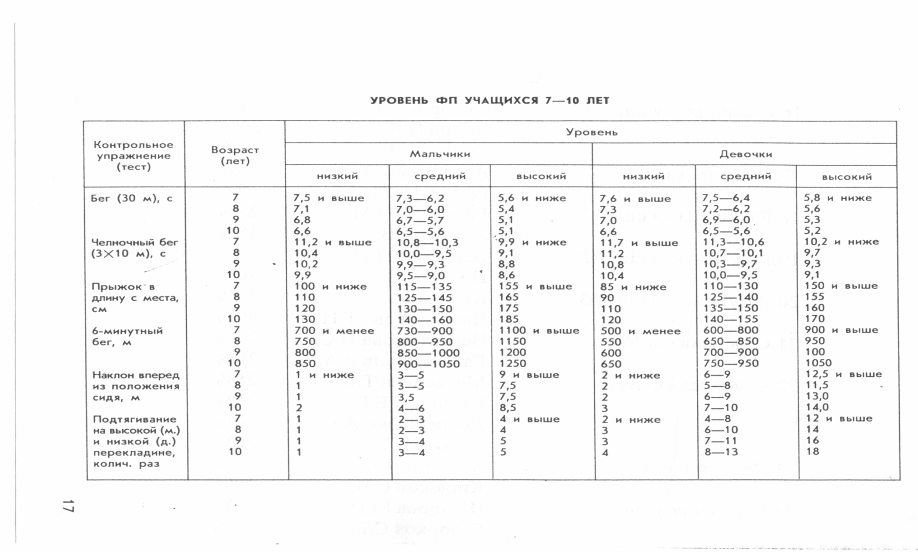 УРОВЕНЬ ФП УЧАЩИХСЯ 7—10 ЛЕТ
Контрольное упражнение (тест) Возраст (лет) Уровень
Мальчики Девочки
низкий средний высокий низкий средний высокий
Бег (30 м), с 7 7,5 и выше 7,3—6,2 5,6 и ниже 7,6 и выше 7,5—6,4 5,8 и ниже
8 7,1 7,0—6,0 5,4 7,3 7,2—6,2 5,6
9 6,8 6,7—5,7 5,1 7,0 6,9—6,0 5,3
10 6,6 6,5—5,6 5,1 6,6 6,5—5,6 5,2
Челночный бег 7 11,2 и выше 10,8—10,3 9,9 и ниже 11,7 и выше 11,3—10,6 10,2 и ниже
(3×10 м), с 8 10,4 10,0—9,5 9,1 11,2 10,7—10,1 9,7
9 10,2 9,9—9,3 8,8 10,8 10,3—9,7 9,3
10 9,9 9,5—9,0 8,6 10,4 10,0—9,5 9,1
Прыжок в 7 100 и ниже 115—135 155 и выше 85 и ниже 110—130 150 и выше
длину с места, 8 110 125—145 165 90 125—140 155
см 9 120 130—150 175 110 135—150 160
10 130 140—160 185 120 140—155 170
6-минутный 7 700 и менее 730—900 1100 и выше 500 и менее 600—800 900 и выше
бег, м 8 750 800—950 1150 550 650—850 950
9 800 850—1000 1200 600 700—900 100
10 850 900—1050 1250 650 750—950 1050
Наклон вперед 7 1 и ниже 3—5 9 и выше 2 и ниже 6—9 12,5 и выше
из положения 8 1 3—5 7,5 2 5—8 11,5
сидя, м 9 1 3,5 7,5 2 6—9 13,0
10 2 4—6 8,5 3 7—10 14,0
Подтягивание 7 1 2—3 4 и выше 2 и ниже 4—8 12 и выше
на высокой (м.) 8 1 2—3 4 3 6—10 14
и низкой (д.) 9 1 3—4 5 3 7—11 16
перекладине, 10 1 3—4 5 4 8—13 18
колич. раз
17